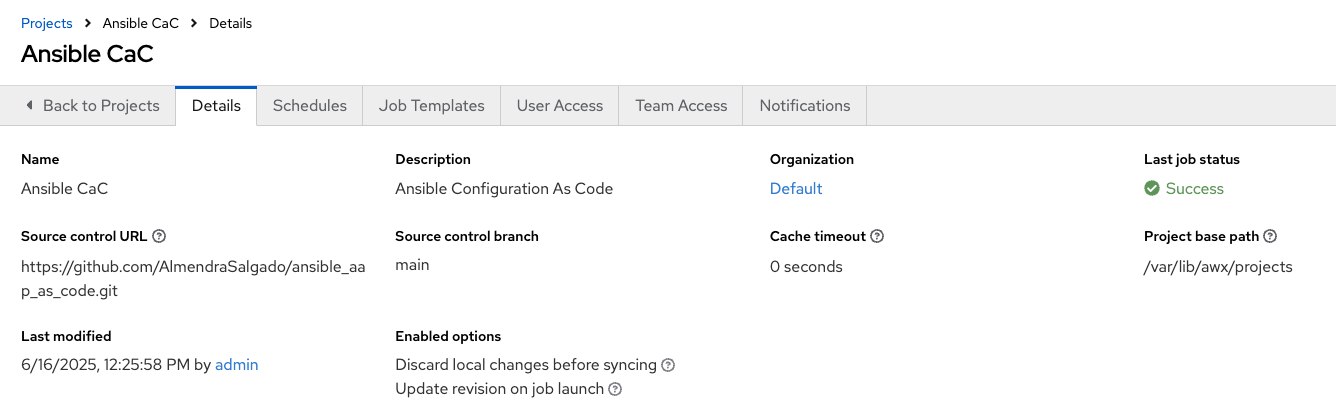 Projects > Ansible CaC > Details
Ansible CaC
Back to Projects Details Schedules Job Templates User Access Team Access Notifications
Name Description Organization Last job status
Ansible CaC Ansible Configuration As Code Default Success
Source control URL Source control branch Cache timeout Project base path
https://github.com/AlmendraSalgado/ansible_aa main 0 seconds /var/lib/awx/projects
p_as_code.git
Last modified Enabled options
6/16/2025, 12:25:58 PM by admin Discard local changes before syncing
Update revision on job launch